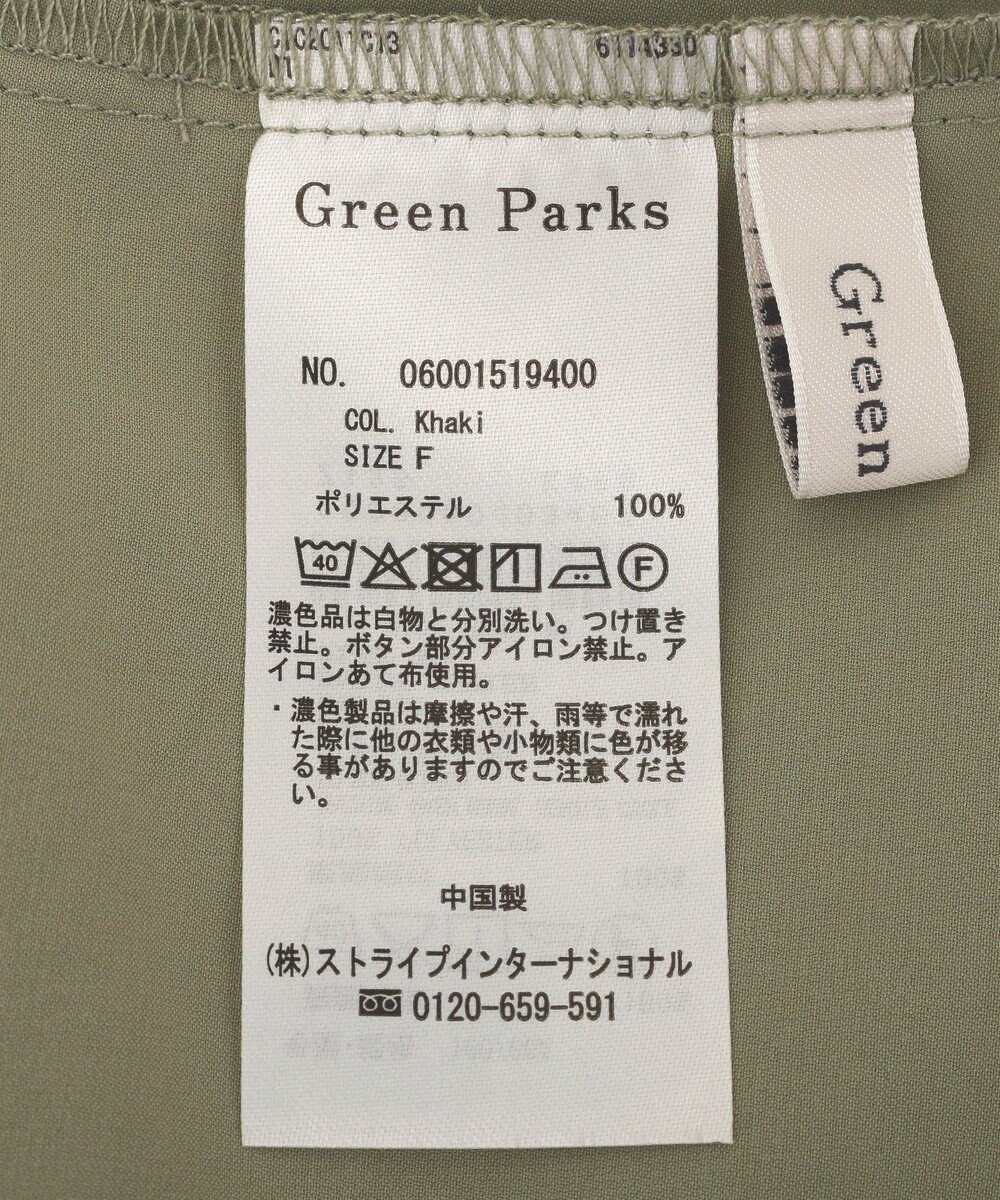 6114330
Green Parks
NO. 06001519400
COL. Khaki
SIZE F
ポリエステル 100%
40
F
濃色品は白物と分別洗い。つけ置き
禁止。ボタン部分アイロン禁止。ア
イロンあて布使用。
・濃色製品は摩擦や汗、雨等で濡れ
た際に他の衣類や小物類に色が移
る事がありますのでご注意くださ
い。
中国製
(株)ストライプインターナショナル
0120-659-591
Green